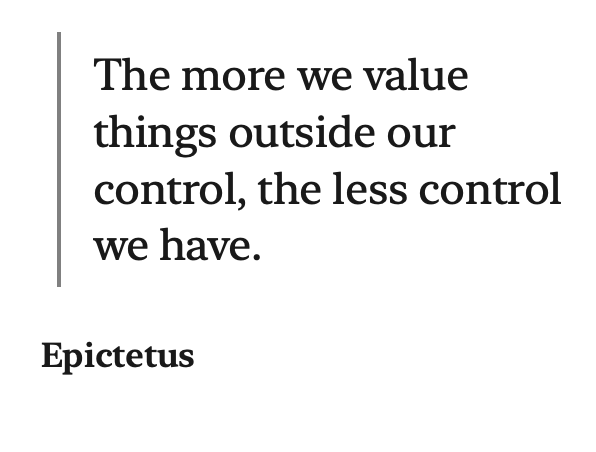 The more we value
things outside our
control, the less control
we have.
Epictetus